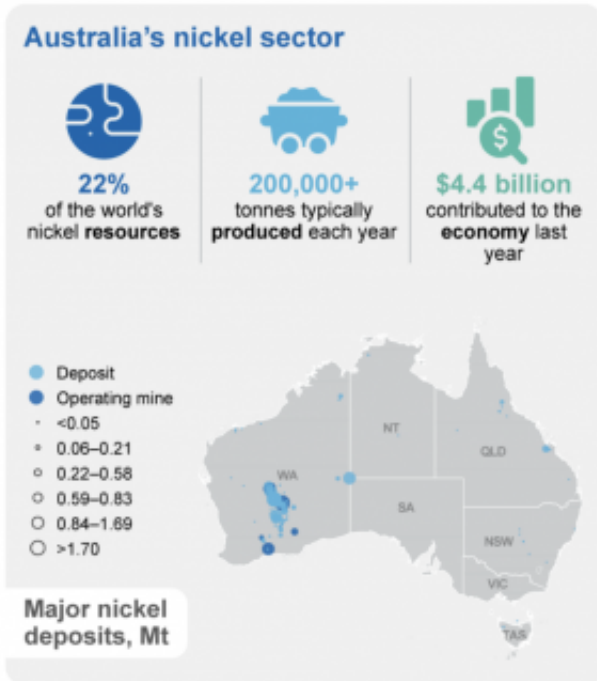 Australia's nickel sector
22%
of the world's
nickel resources
200,000+
tonnes typically
produced each year
$
$4.4 billion
contributed to the
economy last
year
Deposit
Operating mine
<0.05
0.06–0.21
0.22–0.58
0.59–0.83
0.84–1.69
>1.70
Major nickel
deposits, Mt
NT
QLD
WA
SA
NSW
VIC
TAS